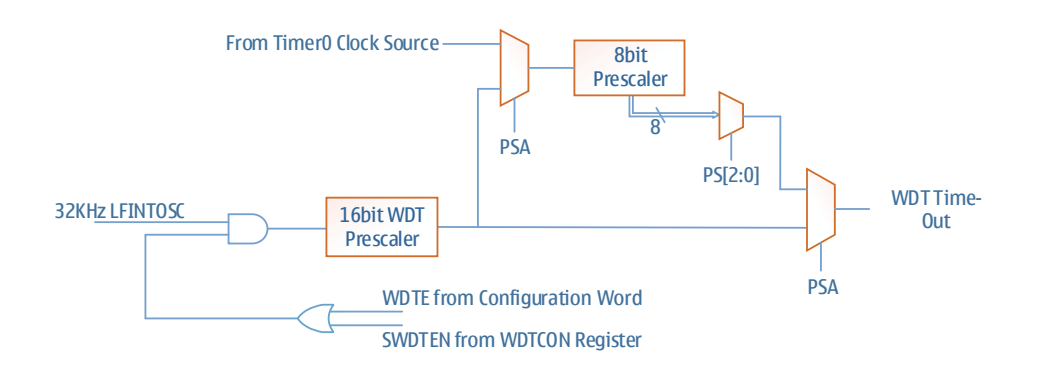 From Timer0 Clock Source
8bit
Prescaler
8
PSA
PS[2:0]
32KHz LFINTOSC
16bit WDT
Prescaler
WDT Time-
Out
PSA
WDTE from Configuration Word
SWDTEN from WDTCON Register